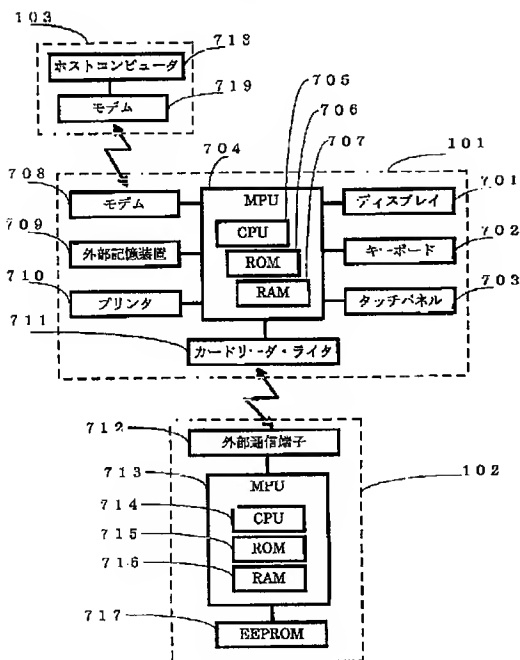 103
718
ホストコンピュータ
モデム
719
705
706
707
704
101
708
モデム
MPU
ディスプレイ
701
709
外部記憶装置
CPU
キーボード
702
ROM
710
プリンタ
RAM
タッチパネル
703
711
カードリーダ・ライタ
712
外部通信端子
713
MPU
102
714
CPU
715
ROM
716
RAM
717
EEPROM